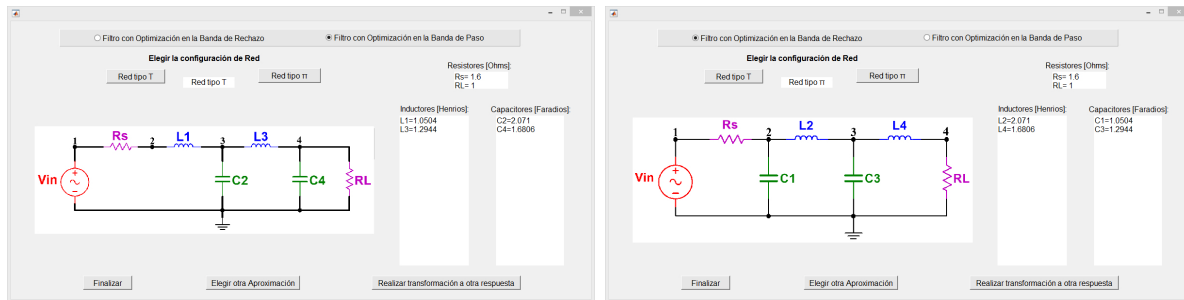 Filtro con Optimización en la Banda de Rechazo Filtro con Optimización en la Banda de Paso
Elegir la configuración de Red
Red tipo T Red tipo T Red tipo π
Resistores [Ohms]:
Rs= 1.6
RL= 1
Inductores [Henrios]: Capacitores [Faradios]:
L1=1.0504 C2=2.071
L3=1.2944 C4=1.6806
1 Rs 2 L1 3 L3 4
Vin C2 C4 RL
Finalizar Elegir otra Aproximación Realizar transformación a otra respuesta
Filtro con Optimización en la Banda de Rechazo Filtro con Optimización en la Banda de Paso
Elegir la configuración de Red
Red tipo T Red tipo π Red tipo π
Resistores [Ohms]:
Rs= 1.6
RL= 1
Inductores [Henrios]: Capacitores [Faradios]:
L2=2.071 C1=1.0504
L4=1.6806 C3=1.2944
1 Rs 2 L2 3 L4 4
Vin C1 C3 RL
Finalizar Elegir otra Aproximación Realizar transformación a otra respuesta